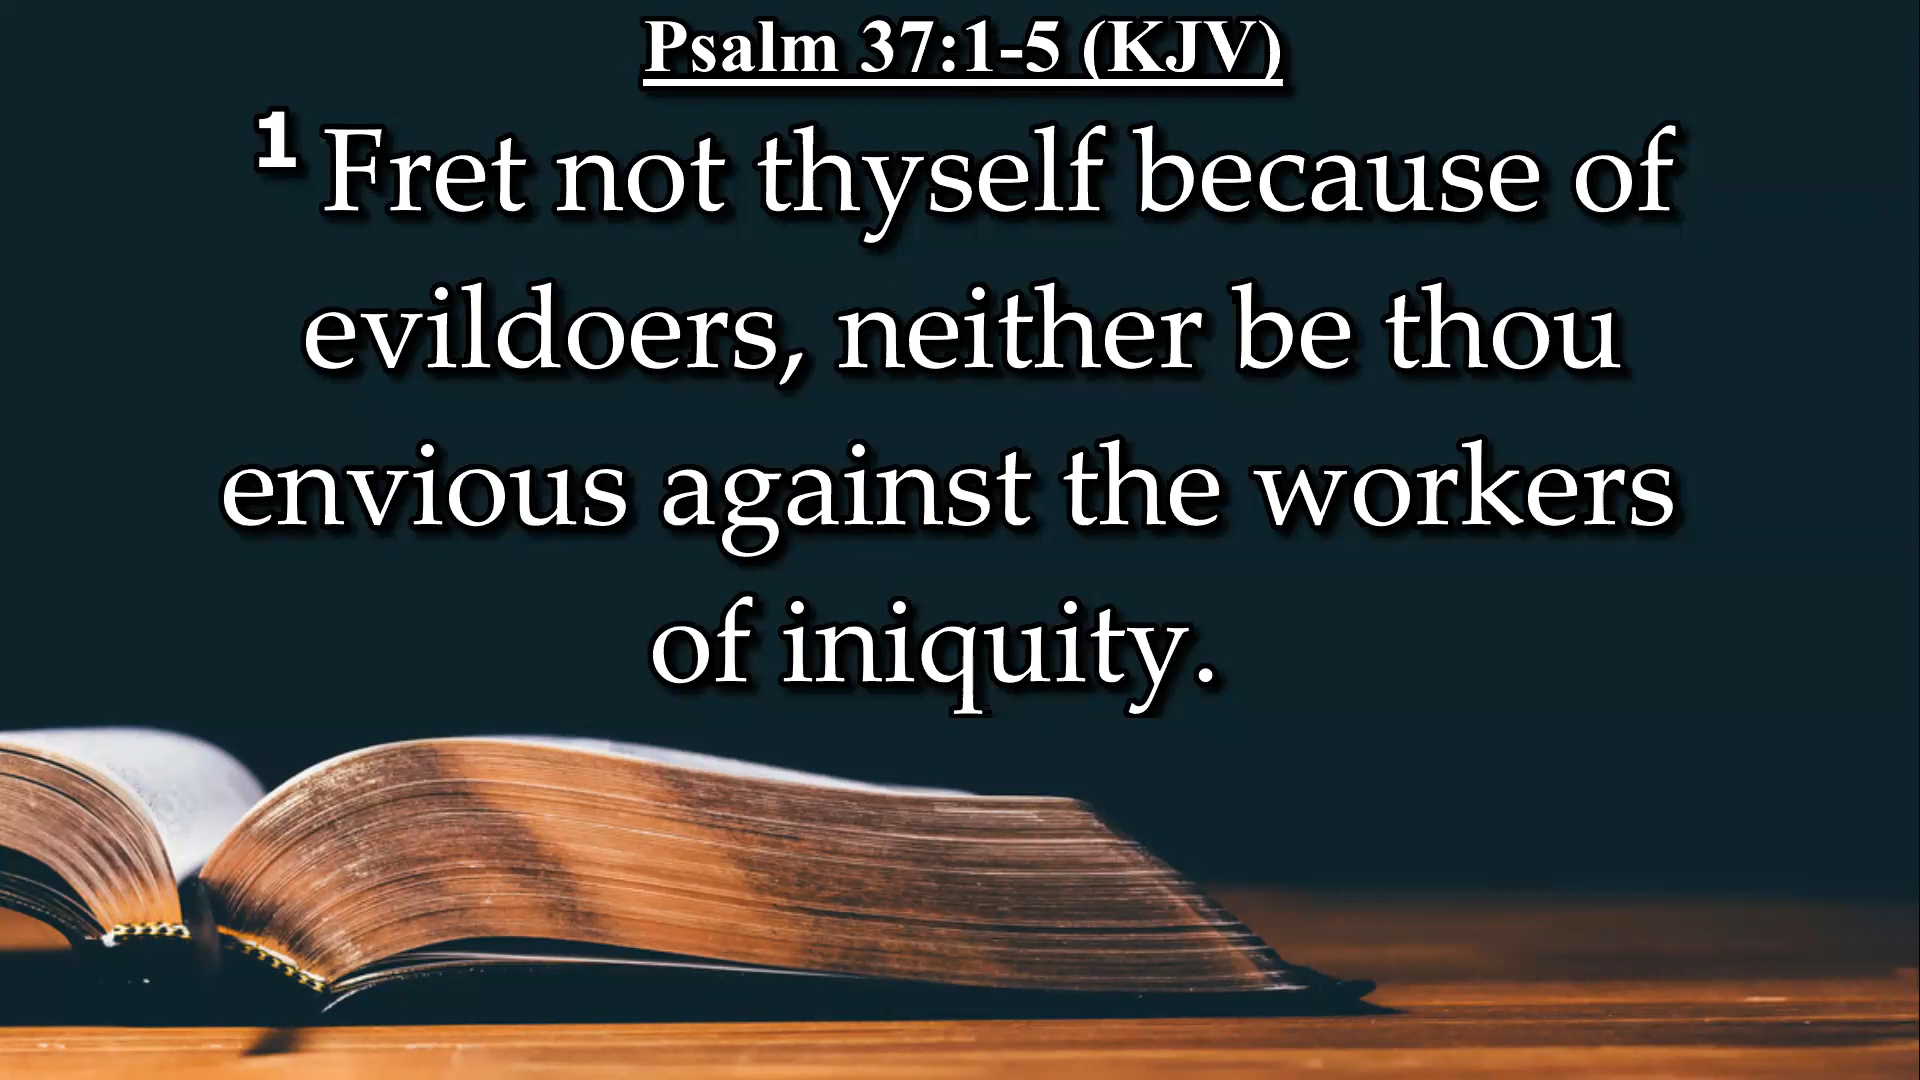 Psalm 37:1-5 (KJV)
1 Fret not thyself because of
evildoers, neither be thou
envious against the workers
of iniquity.